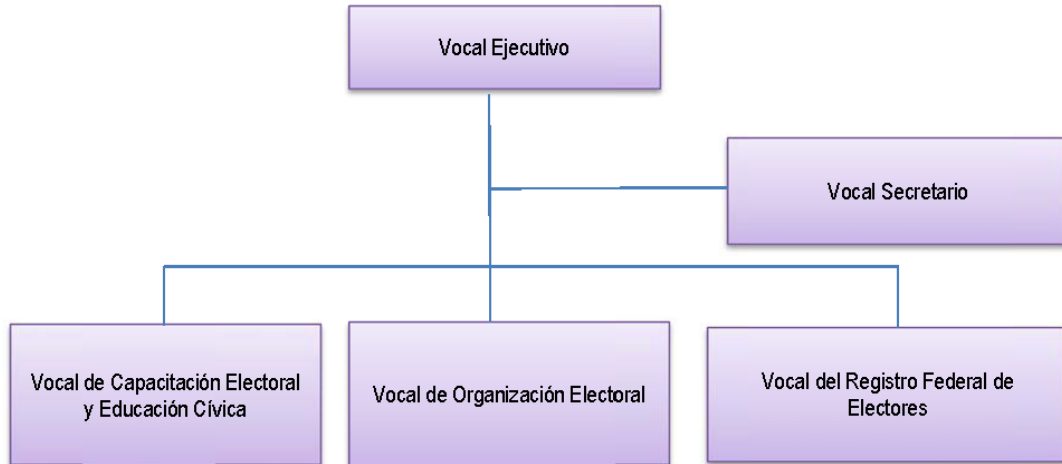 Vocal Ejecutivo
Vocal Secretario
Vocal de Capacitación Electoral
y Educación Cívica
Vocal de Organización Electoral
Vocal del Registro Federal de
Electores